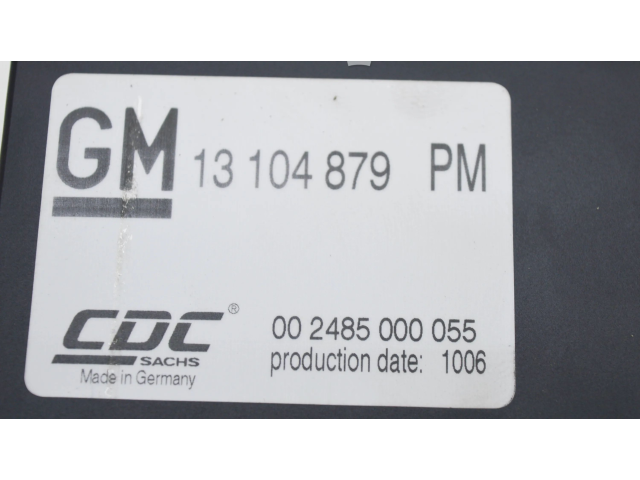 GM 13 104 879 PM
CDC® 00 2485 000 055
SACHS production date: 1006
Made in Germany